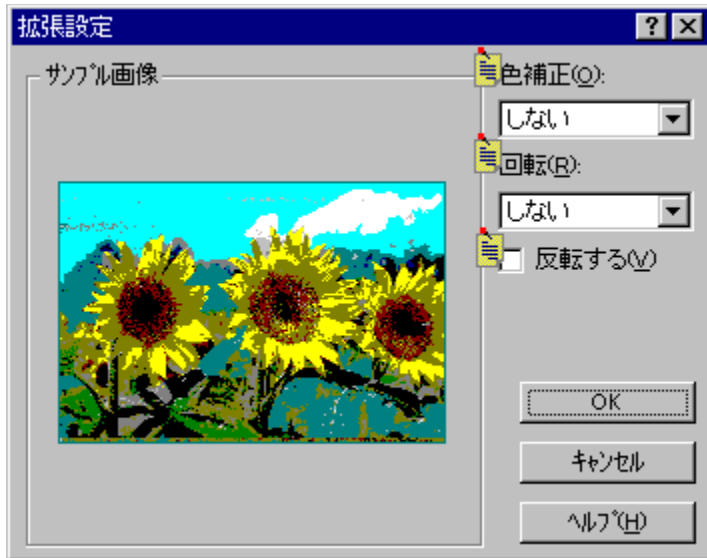 拡張設定
サンプル画像
色補正(O):
しない
回転(R):
しない
反転する(V)
OK
キャンセル
ヘルプ(H)